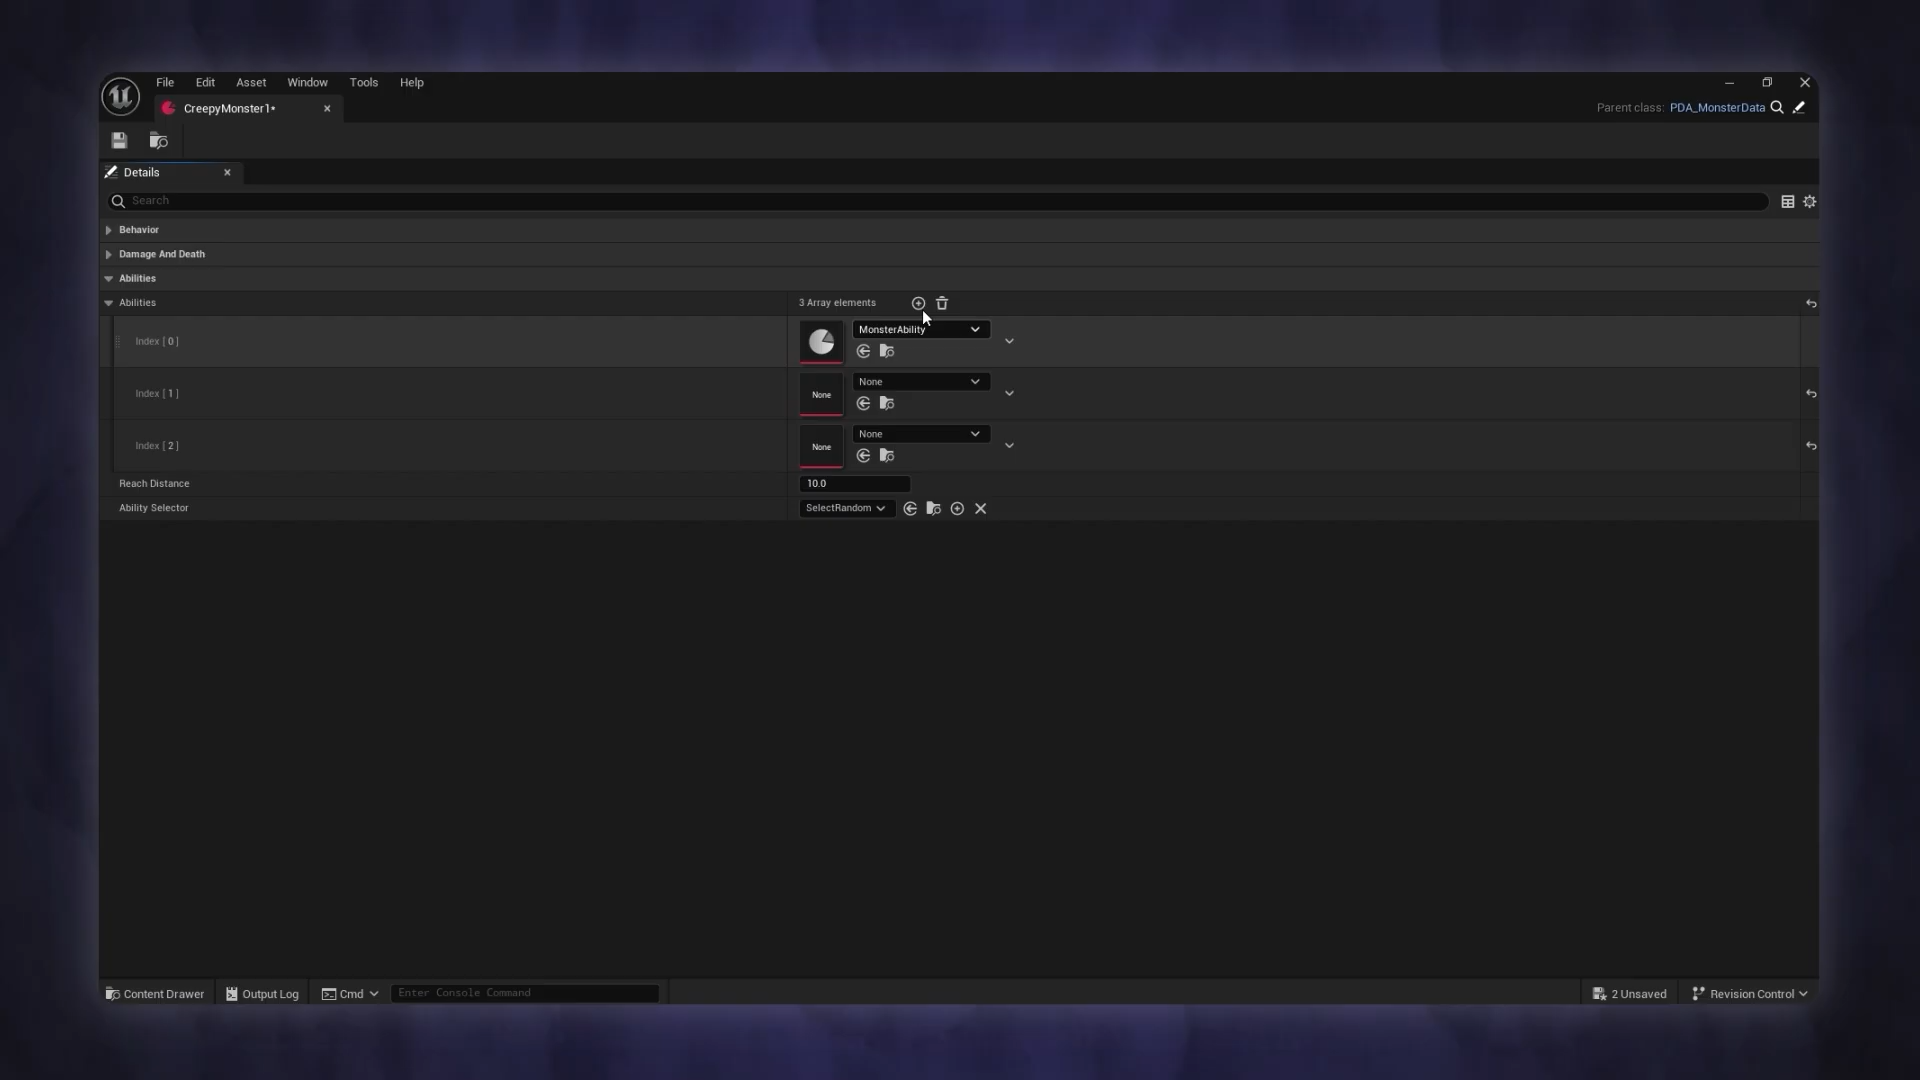 File Edit Asset Window Tools Help
CreepyMonster1*
Parent class: PDA_MonsterData
Details
Search
Behavior
Damage And Death
Abilities
Abilities 3 Array elements
Index [ 0 ] MonsterAbility
Index [ 1 ] None None
Index [ 2 ] None None
Reach Distance 10.0
Ability Selector SelectRandom
Content Drawer Output Log Cmd Enter Console Command 2 Unsaved Revision Control